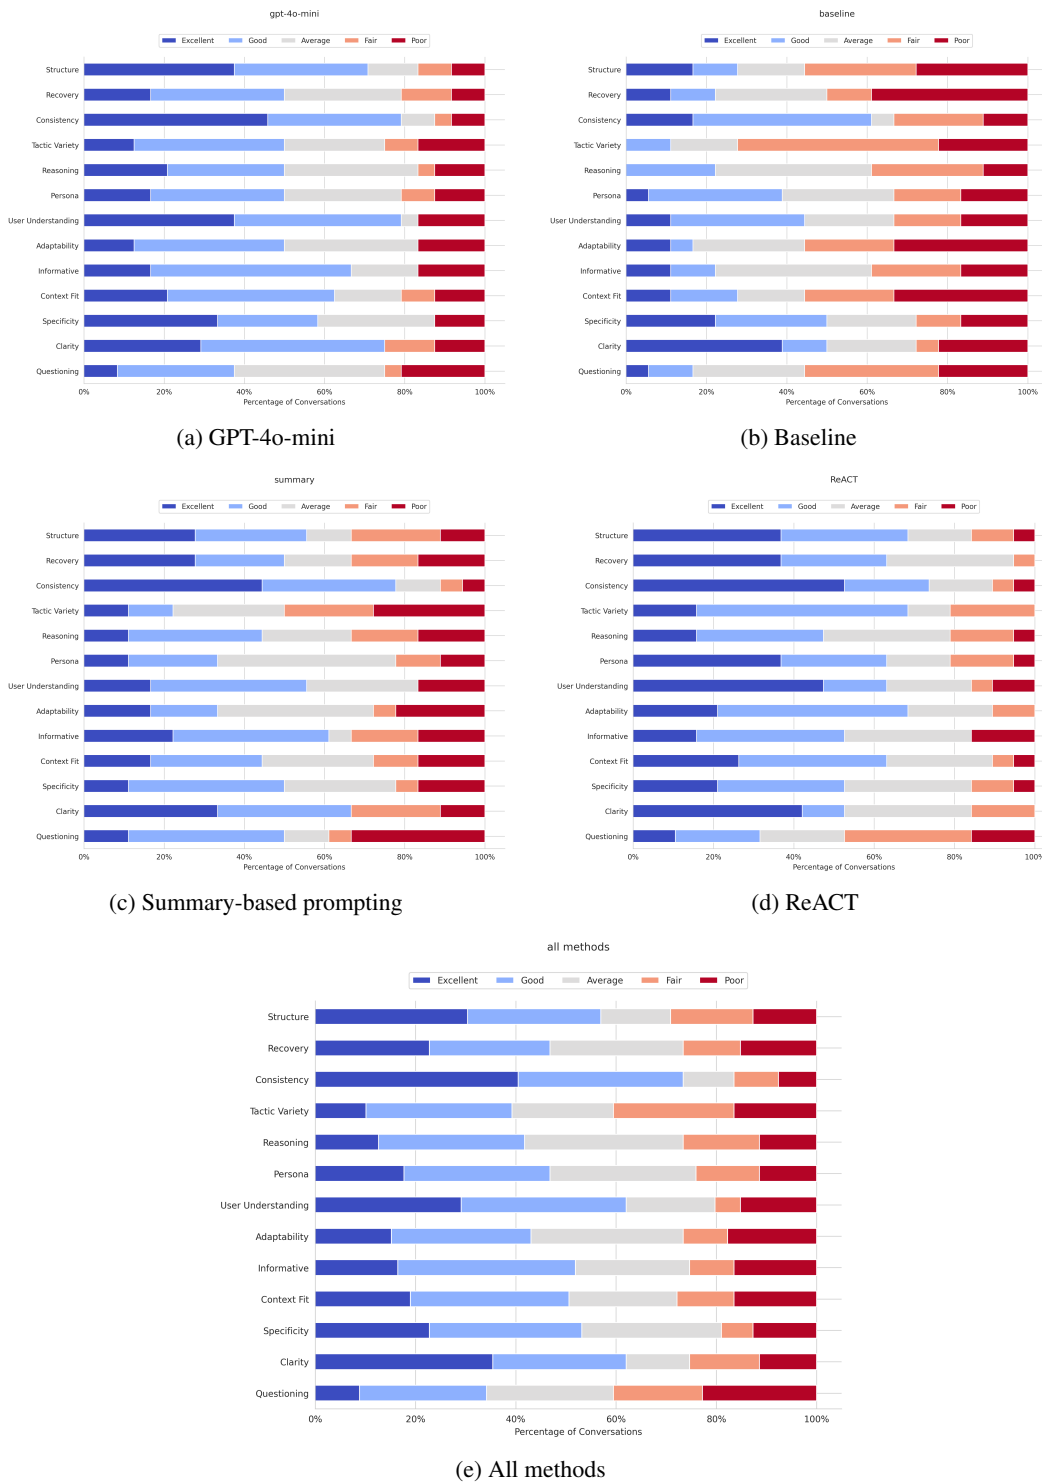 gpt-4o-mini
Excellent Good Average Fair Poor
Structure
Recovery
Consistency
Tactic Variety
Reasoning
Persona
User Understanding
Adaptability
Informative
Context Fit
Specificity
Clarity
Questioning
0% 20% 40% 60% 80% 100%
Percentage of Conversations
(a) GPT-4o-mini
baseline
Excellent Good Average Fair Poor
Structure
Recovery
Consistency
Tactic Variety
Reasoning
Persona
User Understanding
Adaptability
Informative
Context Fit
Specificity
Clarity
Questioning
0% 20% 40% 60% 80% 100%
Percentage of Conversations
(b) Baseline
summary
Excellent Good Average Fair Poor
Structure
Recovery
Consistency
Tactic Variety
Reasoning
Persona
User Understanding
Adaptability
Informative
Context Fit
Specificity
Clarity
Questioning
0% 20% 40% 60% 80% 100%
Percentage of Conversations
(c) Summary-based prompting
ReACT
Excellent Good Average Fair Poor
Structure
Recovery
Consistency
Tactic Variety
Reasoning
Persona
User Understanding
Adaptability
Informative
Context Fit
Specificity
Clarity
Questioning
0% 20% 40% 60% 80% 100%
Percentage of Conversations
(d) ReACT
all methods
Excellent Good Average Fair Poor
Structure
Recovery
Consistency
Tactic Variety
Reasoning
Persona
User Understanding
Adaptability
Informative
Context Fit
Specificity
Clarity
Questioning
0% 20% 40% 60% 80% 100%
Percentage of Conversations
(e) All methods